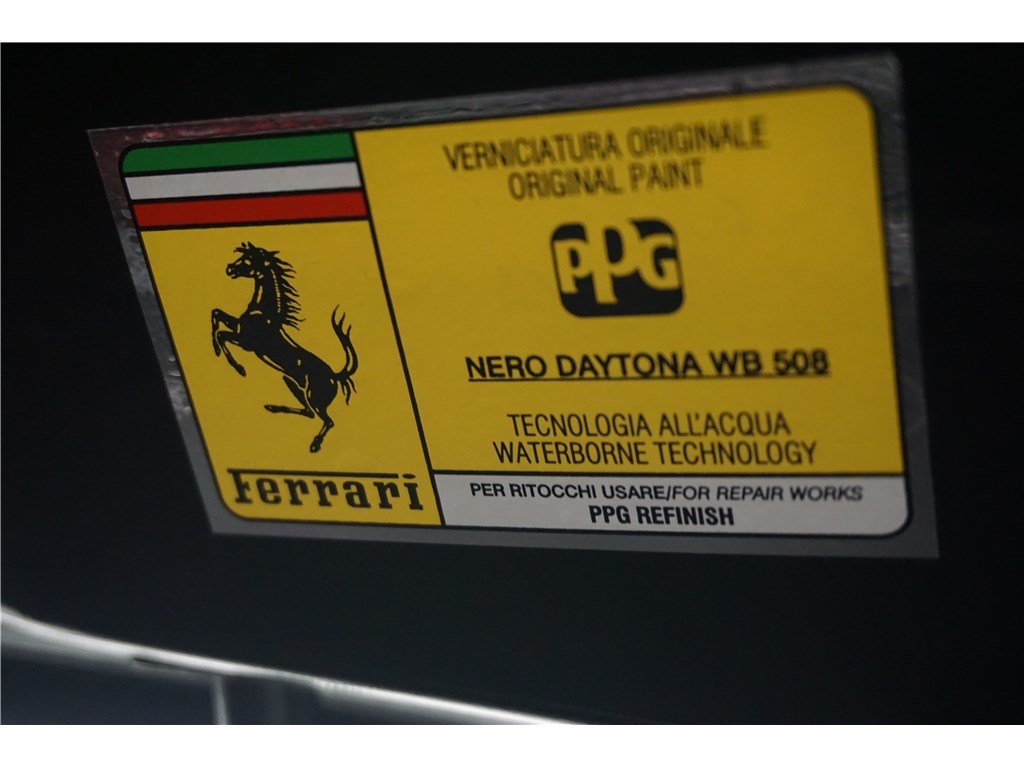 VERNICIATURA ORIGINALE
ORIGINAL PAINT
PPG
NERO DAYTONA WB 508
TECNOLOGIA ALL'ACQUA
WATERBORNE TECHNOLOGY
Ferrari
PER RITOCCHI USARE/FOR REPAIR WORKS
PPG REFINISH